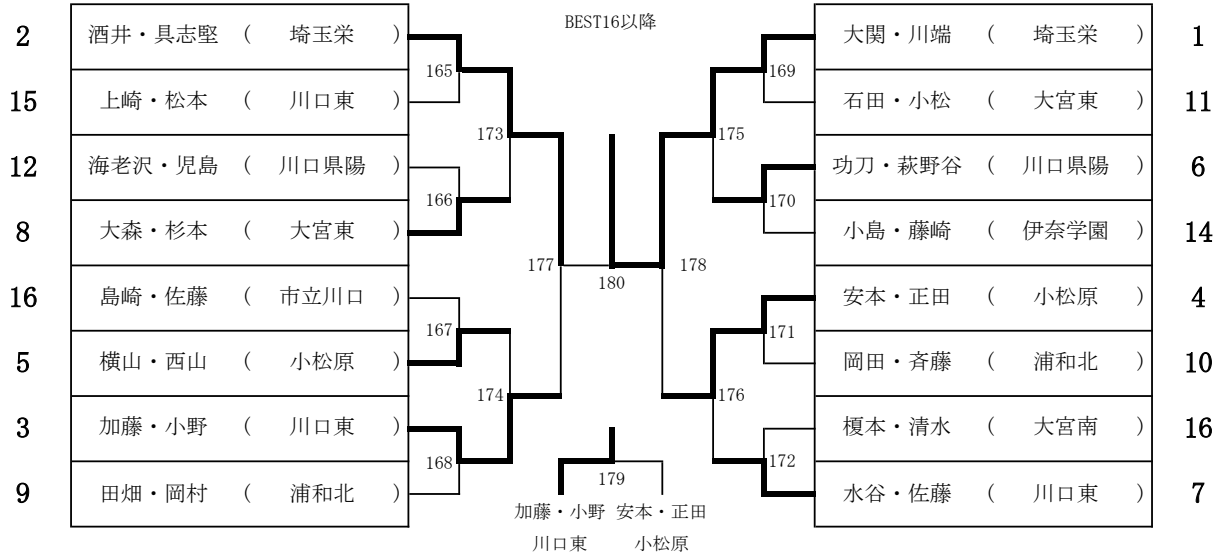 BEST16以降
2 酒井・具志堅 ( 埼玉栄 )
15 上崎・松本 ( 川口東 )
12 海老沢・児島 ( 川口県陽 )
8 大森・杉本 ( 大宮東 )
16 島崎・佐藤 ( 市立川口 )
5 横山・西山 ( 小松原 )
3 加藤・小野 ( 川口東 )
9 田畑・岡村 ( 浦和北 )
165
166
167
168
173
174
177
180
178
175
176
169
170
171
172
大関・川端 ( 埼玉栄 ) 1
石田・小松 ( 大宮東 ) 11
功刀・萩野谷 ( 川口県陽 ) 6
小島・藤崎 ( 伊奈学園 ) 14
安本・正田 ( 小松原 ) 4
岡田・斉藤 ( 浦和北 ) 10
榎本・清水 ( 大宮南 ) 16
水谷・佐藤 ( 川口東 ) 7
179
加藤・小野 安本・正田
川口東 小松原